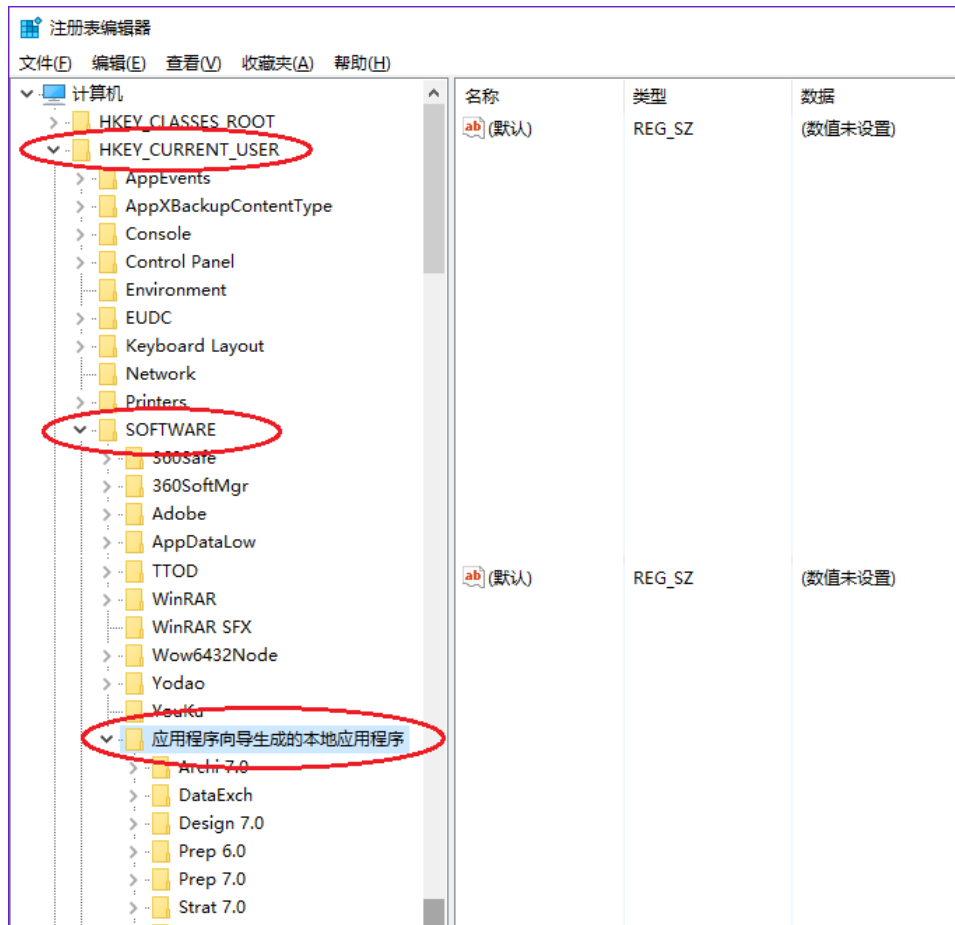 注册表编辑器
文件(F) 编辑(E) 查看(V) 收藏夹(A) 帮助(H)
计算机
名称 类型 数据
HKEY_CLASSES_ROOT
ab (默认) REG_SZ (数值未设置)
HKEY_CURRENT_USER
AppEvents
AppXBackupContentType
Console
Control Panel
Environment
EUDC
Keyboard Layout
Network
Printers
SOFTWARE
360Safe
360SoftMgr
Adobe
AppDataLow
TTOD
ab (默认) REG_SZ (数值未设置)
WinRAR
WinRAR SFX
Wow6432Node
Yodao
YouKu
应用程序向导生成的本地应用程序
Archi 7.0
DataExch
Design 7.0
Prep 6.0
Prep 7.0
Strat 7.0